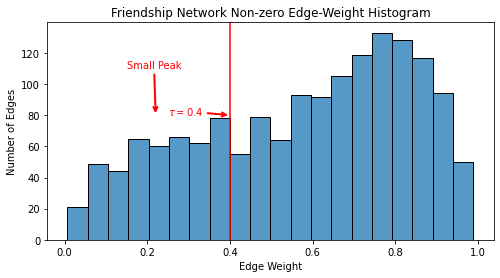 Friendship Network Non-zero Edge-Weight Histogram
Number of Edges
120
100
80
60
40
20
0
Small Peak
τ = 0.4
0.0 0.2 0.4 0.6 0.8 1.0
Edge Weight